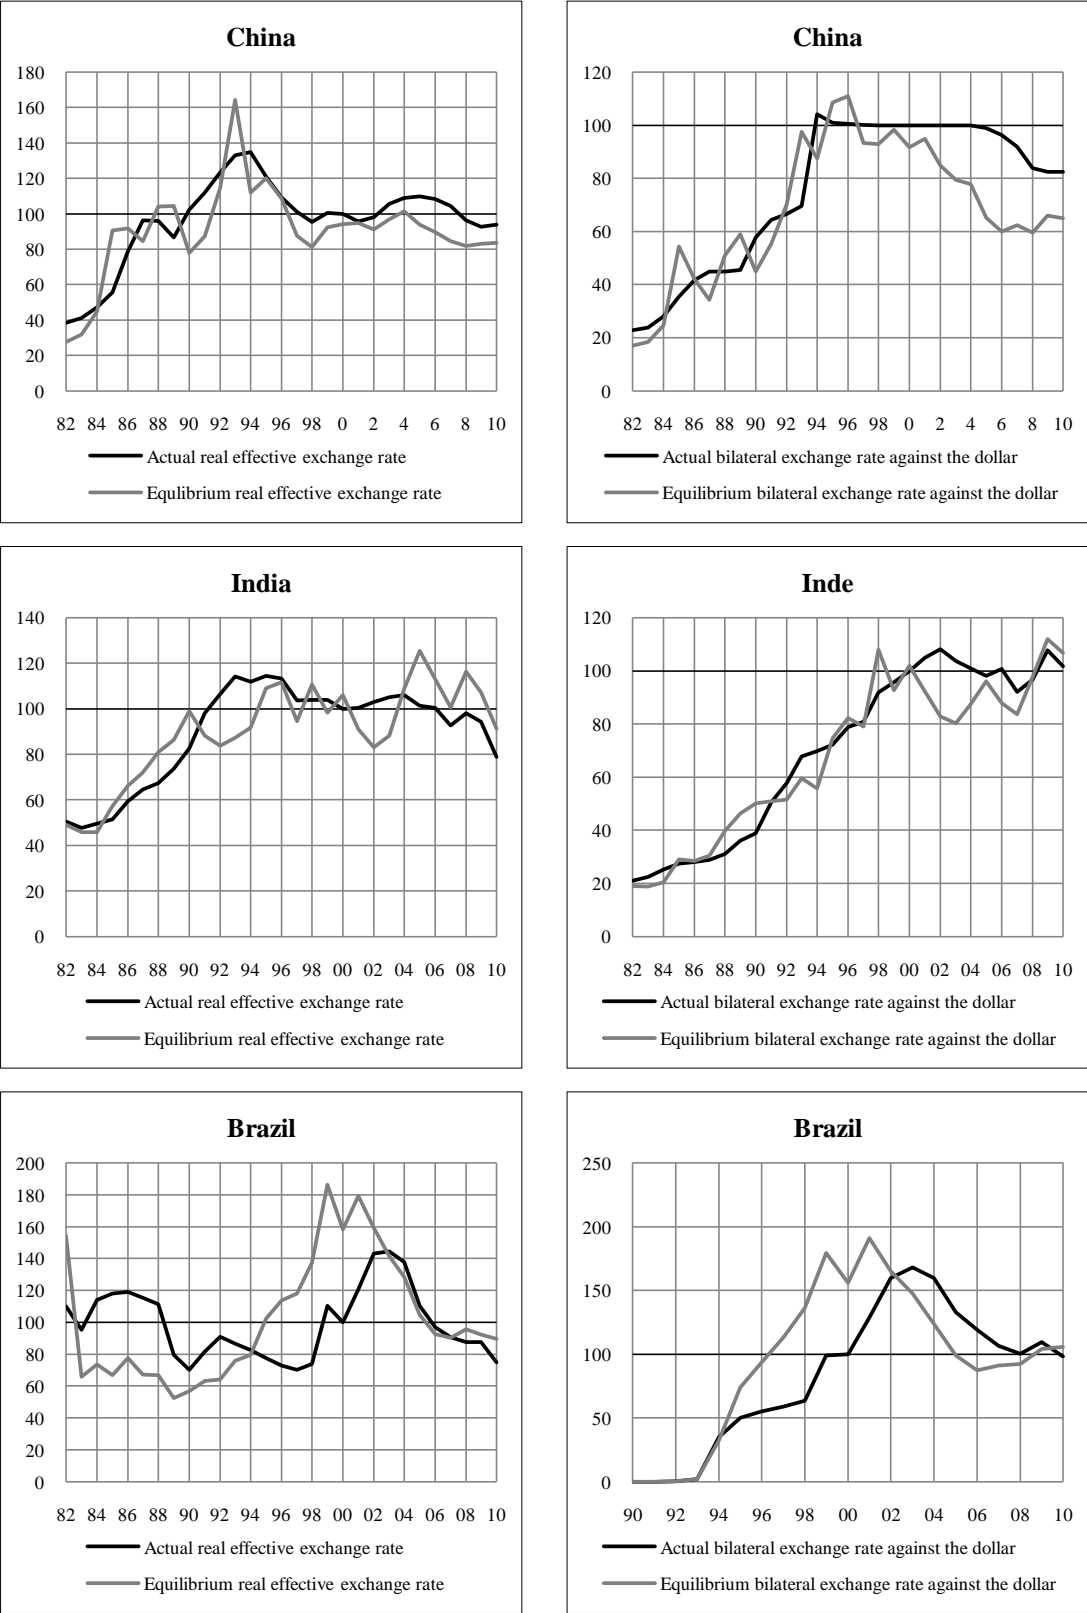 China
180
160
140
120
100
80
60
40
20
0
82 84 86 88 90 92 94 96 98 0 2 4 6 8 10
Actual real effective exchange rate
Equlibrium real effective exchange rate
China
120
100
80
60
40
20
0
82 84 86 88 90 92 94 96 98 0 2 4 6 8 10
Actual bilateral exchange rate against the dollar
Equilibrium bilateral exchange rate against the dollar
India
140
120
100
80
60
40
20
0
82 84 86 88 90 92 94 96 98 00 02 04 06 08 10
Actual real effective exchange rate
Equilibrium real effective exchange rate
Inde
120
100
80
60
40
20
0
82 84 86 88 90 92 94 96 98 00 02 04 06 08 10
Actual bilateral exchange rate against the dollar
Equilibrium bilateral exchange rate against the dollar
Brazil
200
180
160
140
120
100
80
60
40
20
0
82 84 86 88 90 92 94 96 98 00 02 04 06 08 10
Actual real effective exchange rate
Equilibrium real effective exchange rate
Brazil
250
200
150
100
50
0
90 92 94 96 98 00 02 04 06 08 10
Actual bilateral exchange rate against the dollar
Equilibrium bilateral exchange rate against the dollar